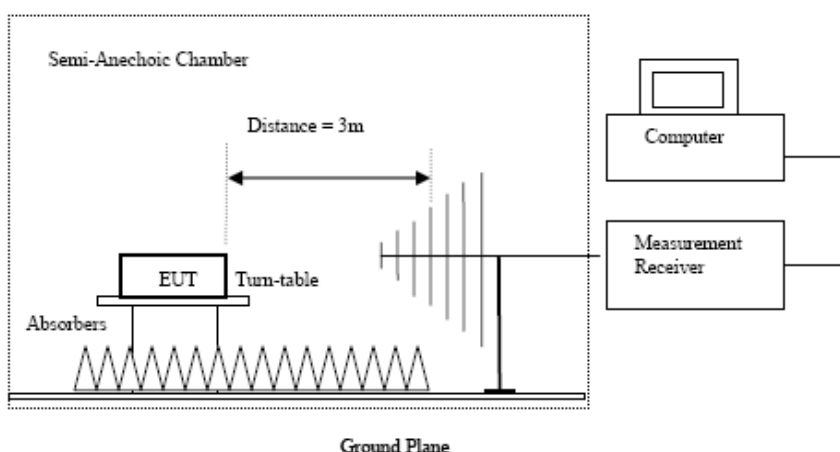 Semi-Anechoic Chamber
Distance = 3m
Computer
Measurement
Receiver
EUT
Turn-table
Absorbers
Ground Plane